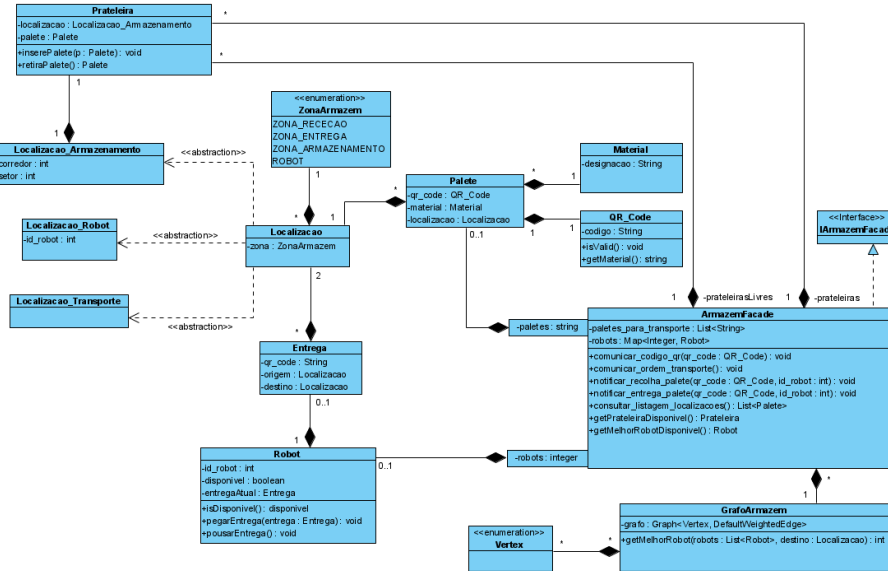 Prateleira
-localizacao : Localizacao_Armazenamento
-palete : Palete
+inserePalete(p : Palete) : void
+retiraPalete() : Palete
*
*
1
1
Localizacao_Armazenamento
corredor : int
setor : int
<<abstraction>>
<<enumeration>>
ZonaArmazem
ZONA_RECECAO
ZONA_ENTREGA
ZONA_ARMAZENAMENTO
ROBOT
1
*
Localizacao_Robot
-id_robot : int
<<abstraction>>
Localizacao_Transporte
<<abstraction>>
Localizacao
-zona : ZonaArmazem
1
*
2
*
Palete
-qr_code : QR_Code
-material : Material
-localizacao : Localizacao
0..1
*
1
Material
-designacao : String
1
1
QR_Code
-codigo : String
+isValid() : void
+getMaterial() : string
<<Interface>>
IArmazemFacad
1
-prateleirasLivres
1
-prateleiras
-paletes : string
ArmazemFacade
-paletes_para_transporte : List<String>
-robots : Map<Integer, Robot>
+comunicar_codigo_qr(qr_code : QR_Code) : void
+comunicar_ordem_transporte() : void
+notificar_recolha_palete(qr_code : QR_Code, id_robot : int) : void
+notificar_entrega_palete(qr_code : QR_Code, id_robot : int) : void
+consultar_listagem_localizacoes() : List<Palete>
+getPrateleiraDisponivel() : Prateleira
+getMelhorRobotDisponivel() : Robot
Entrega
-qr_code : String
-origem : Localizacao
-destino : Localizacao
0..1
1
Robot
-id_robot : int
-disponivel : boolean
-entregaAtual : Entrega
+isDisponivel() : disponivel
+pegarEntrega(entrega : Entrega) : void
+pousarEntrega() : void
0..1
-robots : integer
*
1
GrafoArmazem
-grafo : Graph<Vertex, DefaultWeightedEdge>
+getMelhorRobot(robots : List<Robot>, destino : Localizacao) : int
<<enumeration>>
Vertex
*
*